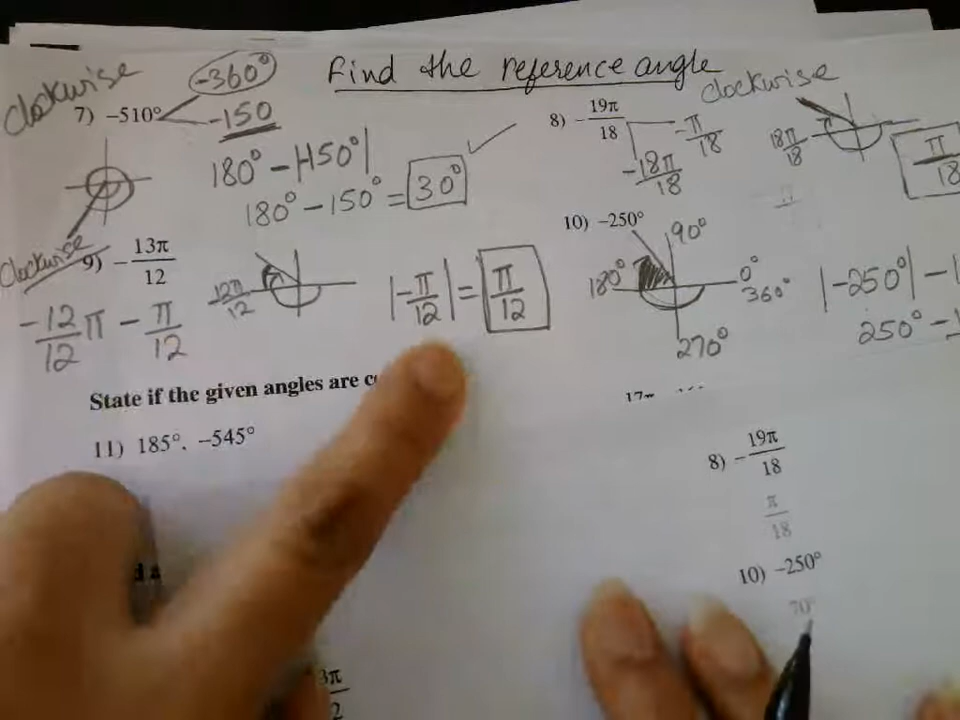 Clockwise
-360°
Find the reference angle
Clockwise
7) -510°
-150
180° - |-150°|
180° - 150° = 30°
8) -19π/18
-π/18
-18π/18
18π/18
π
π/18
Clockwise
9) -13π/12
-12/12 π - π/12
12π/12
|-π/12| = π/12
10) -250°
90°
180°
0°
360°
270°
|-250°| -
250° -
State if the given angles are
11) 185°, -545°
8) -19π/18
π/18
10) -250°
70°
3π/2